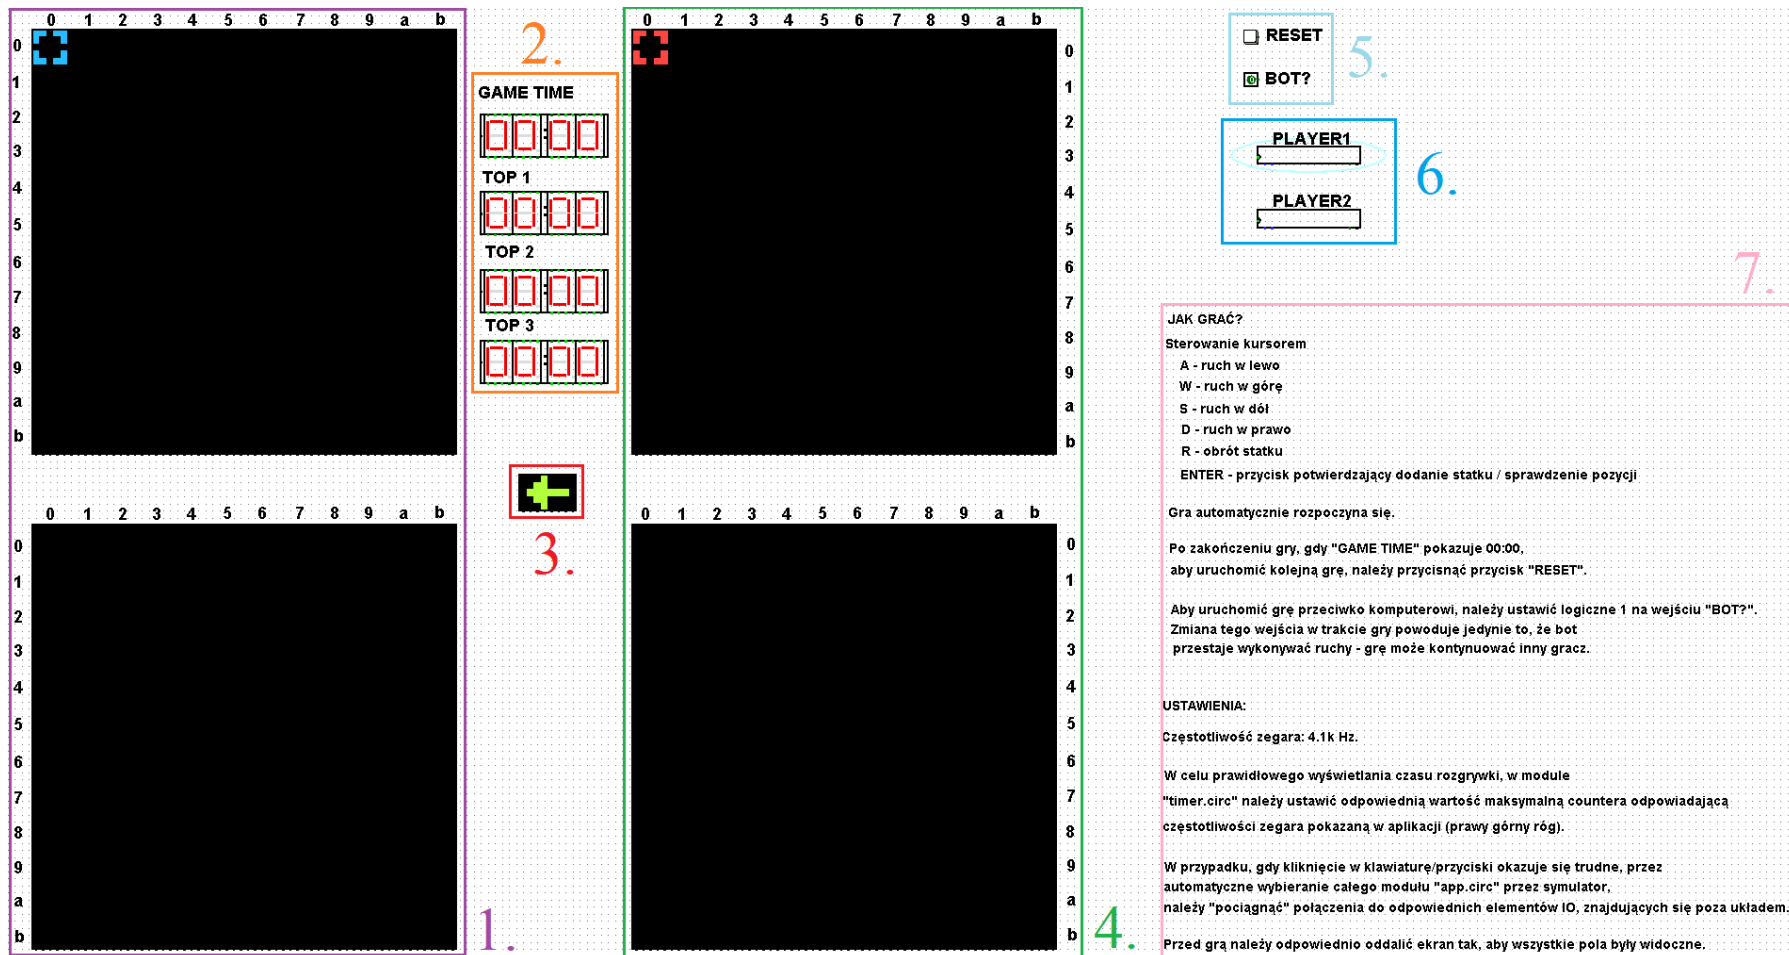 0 1 2 3 4 5 6 7 8 9 a b
0
1
2
3
4
5
6
7
8
9
a
b
0 1 2 3 4 5 6 7 8 9 a b
0
1
2
3
4
5
6
7
8
9
a
b
1.
2.
GAME TIME
00:00
TOP 1
00:00
TOP 2
00:00
TOP 3
00:00
3.
0 1 2 3 4 5 6 7 8 9 a b
0
1
2
3
4
5
6
7
8
9
a
b
0 1 2 3 4 5 6 7 8 9 a b
0
1
2
3
4
5
6
7
8
9
a
b
4.
RESET
BOT?
5.
PLAYER1
PLAYER2
6.
7.
JAK GRAĆ?
Sterowanie kursorem
A - ruch w lewo
W - ruch w górę
S - ruch w dół
D - ruch w prawo
R - obrót statku
ENTER - przycisk potwierdzający dodanie statku / sprawdzenie pozycji
Gra automatycznie rozpoczyna się.
Po zakończeniu gry, gdy "GAME TIME" pokazuje 00:00,
aby uruchomić kolejną grę, należy przycisnąć przycisk "RESET".
Aby uruchomić grę przeciwko komputerowi, należy ustawić logiczne 1 na wejściu "BOT?".
Zmiana tego wejścia w trakcie gry powoduje jedynie to, że bot
przestaje wykonywać ruchy - grę może kontynuować inny gracz.
USTAWIENIA:
Częstotliwość zegara: 4.1k Hz.
W celu prawidłowego wyświetlania czasu rozgrywki, w module
"timer.circ" należy ustawić odpowiednią wartość maksymalną countera odpowiadającą
częstotliwości zegara pokazaną w aplikacji (prawy górny róg).
W przypadku, gdy kliknięcie w klawiaturę/przyciski okazuje się trudne, przez
automatyczne wybieranie całego modułu "app.circ" przez symulator,
należy "pociągnąć" połączenia do odpowiednich elementów IO, znajdujących się poza układem.
Przed grą należy odpowiednio oddalić ekran tak, aby wszystkie pola były widoczne.